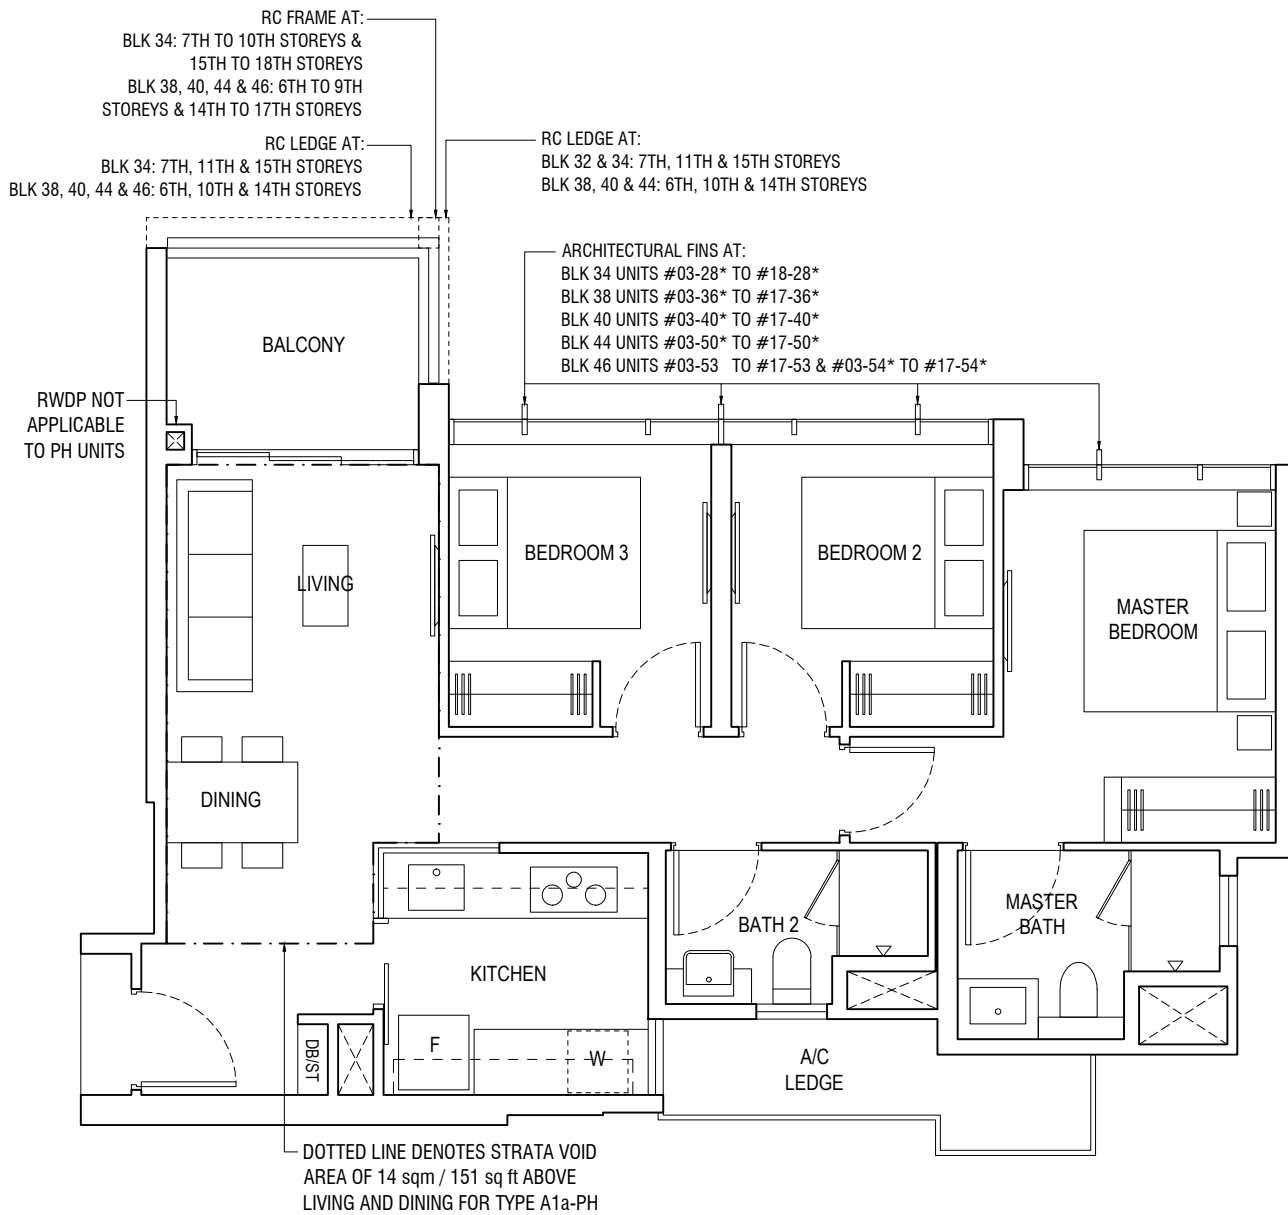 RC FRAME AT:
BLK 34: 7TH TO 10TH STOREYS &
15TH TO 18TH STOREYS
BLK 38, 40, 44 & 46: 6TH TO 9TH
STOREYS & 14TH TO 17TH STOREYS
RC LEDGE AT:
BLK 34: 7TH, 11TH & 15TH STOREYS
BLK 38, 40, 44 & 46: 6TH, 10TH & 14TH STOREYS
RC LEDGE AT:
BLK 32 & 34: 7TH, 11TH & 15TH STOREYS
BLK 38, 40 & 44: 6TH, 10TH & 14TH STOREYS
ARCHITECTURAL FINS AT:
BLK 34 UNITS #03-28* TO #18-28*
BLK 38 UNITS #03-36* TO #17-36*
BLK 40 UNITS #03-40* TO #17-40*
BLK 44 UNITS #03-50* TO #17-50*
BLK 46 UNITS #03-53 TO #17-53 & #03-54* TO #17-54*
BALCONY
RWDP NOT
APPLICABLE
TO PH UNITS
LIVING
BEDROOM 3
BEDROOM 2
MASTER
BEDROOM
DINING
KITCHEN
BATH 2
MASTER
BATH
DB/ST
F
W
A/C
LEDGE
DOTTED LINE DENOTES STRATA VOID
AREA OF 14 sqm / 151 sq ft ABOVE
LIVING AND DINING FOR TYPE A1a-PH